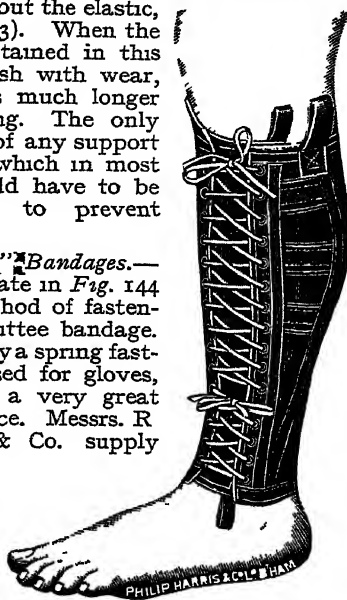 out the elastic,
3). When the
tained in this
sh with wear,
s much longer
ng. The only
of any support
which in most
ld have to be
to prevent
" Bandages.—
ate in Fig. 144
hod of fasten-
uttee bandage.
y a spring fast-
sed for gloves,
a very great
ce. Messrs. R
& Co. supply
PHILIP HARRIS & CO LD B'HAM